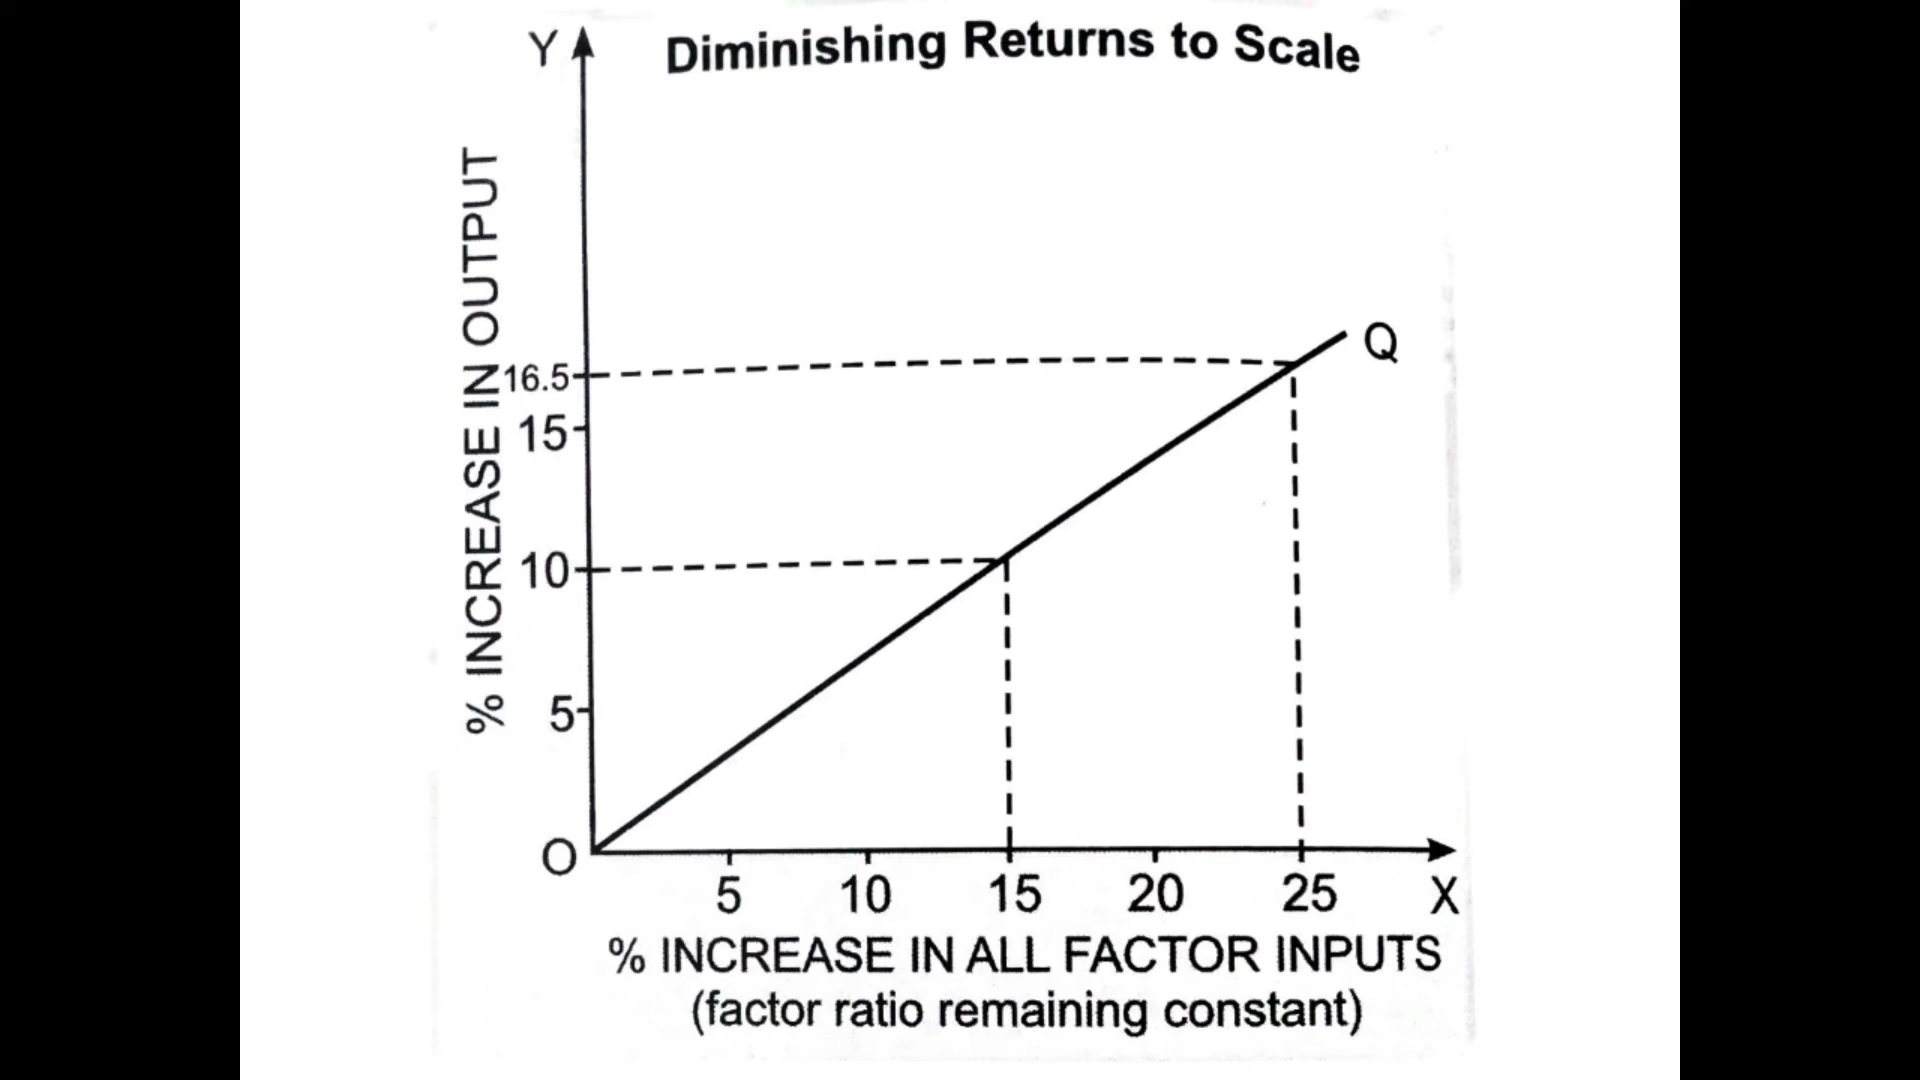 Diminishing Returns to Scale
Y
% INCREASE IN OUTPUT
16.5
15
10
5
O
Q
5 10 15 20 25 X
% INCREASE IN ALL FACTOR INPUTS
(factor ratio remaining constant)